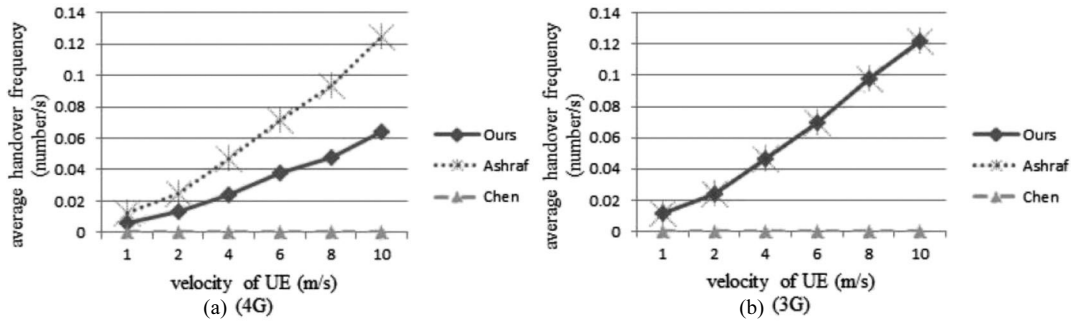 average handover frequency
(number/s)
0.14
0.12
0.1
0.08
0.06
0.04
0.02
0
1 2 4 6 8 10
velocity of UE (m/s)
(a) (4G)
Ours
Ashraf
Chen
average handover frequency
(number/s)
0.14
0.12
0.1
0.08
0.06
0.04
0.02
0
1 2 4 6 8 10
velocity of UE (m/s)
(b) (3G)
Ours
Ashraf
Chen